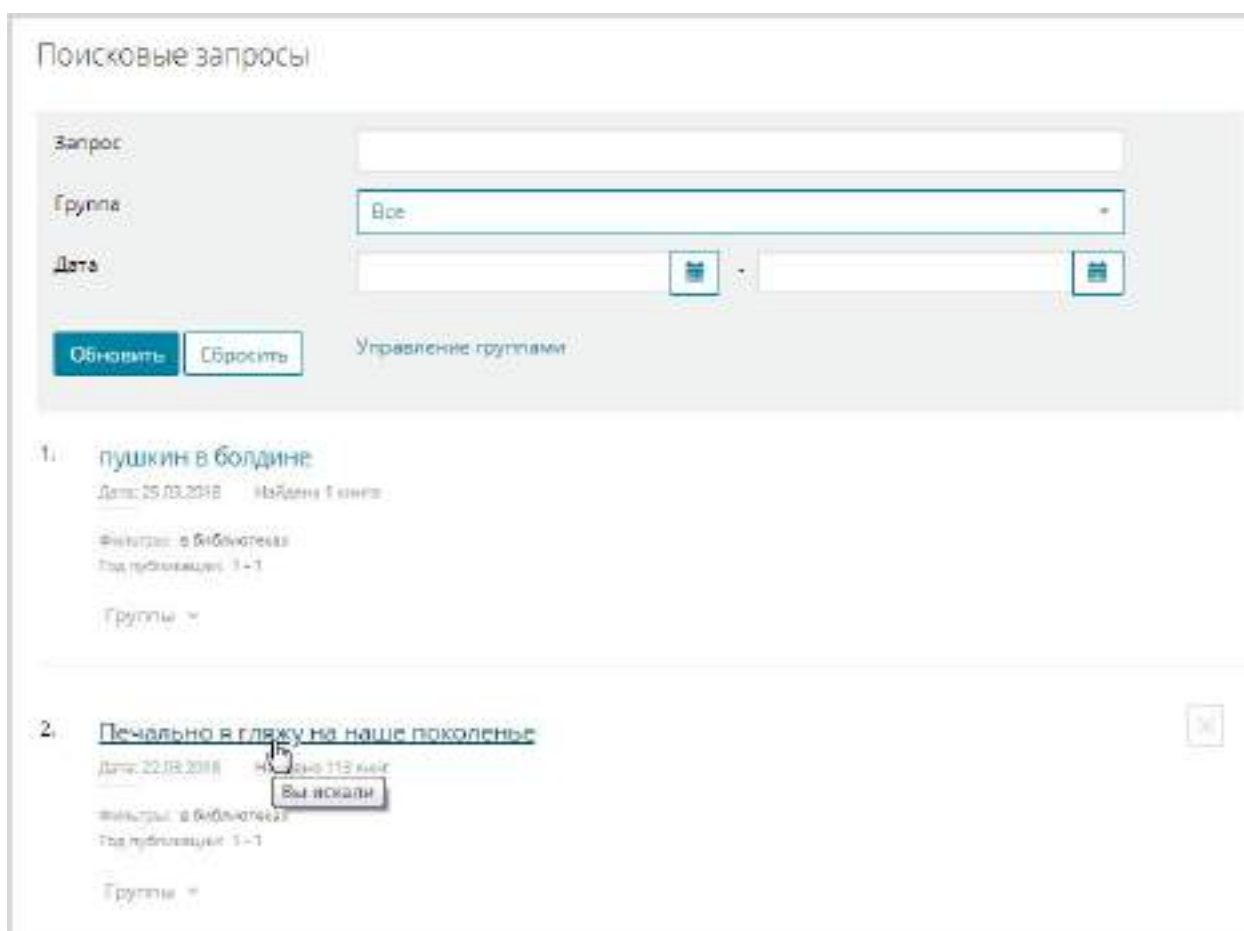 Поисковые запросы
Запрос
Группа
Все
Дата
-
Обновить
Сбросить
Управление группами
1. пушкин в болдине
Дата: 25.03.2018 Найдено 1 книга
Фильтры: в библиотеках
Год публикации: 1 - 1
Группы
2. Печально я гляжу на наше поколенье
Дата: 22.03.2018 113 книг
Вы искали
Фильтры: в библиотеках
Год публикации: 1 - 1
Группы